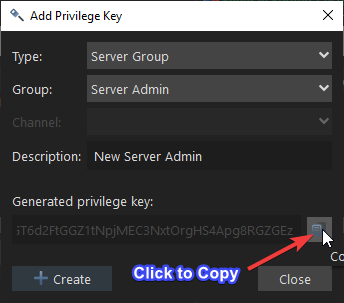 Add Privilege Key
Type: Server Group
Group: Server Admin
Channel:
Description: New Server Admin
Generated privilege key:
iT6d2FtGGZ1tNpjMEC3NxtOrgHS4Apg8RGZGEz
Click to Copy
Co
Create Close